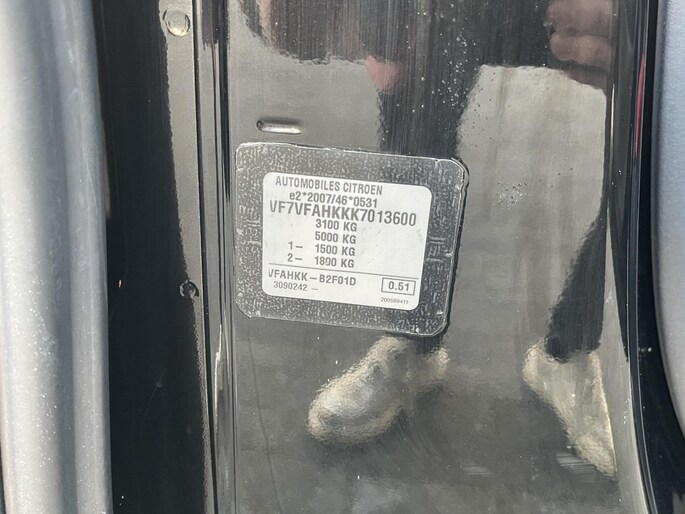 AUTOMOBILES CITROEN
e2*2007/46*0531
VF7VFAHKKK7013600
3100 KG
5000 KG
1– 1500 KG
2– 1800 KG
VFAHKK–B2F01D 0.51
3090242 –